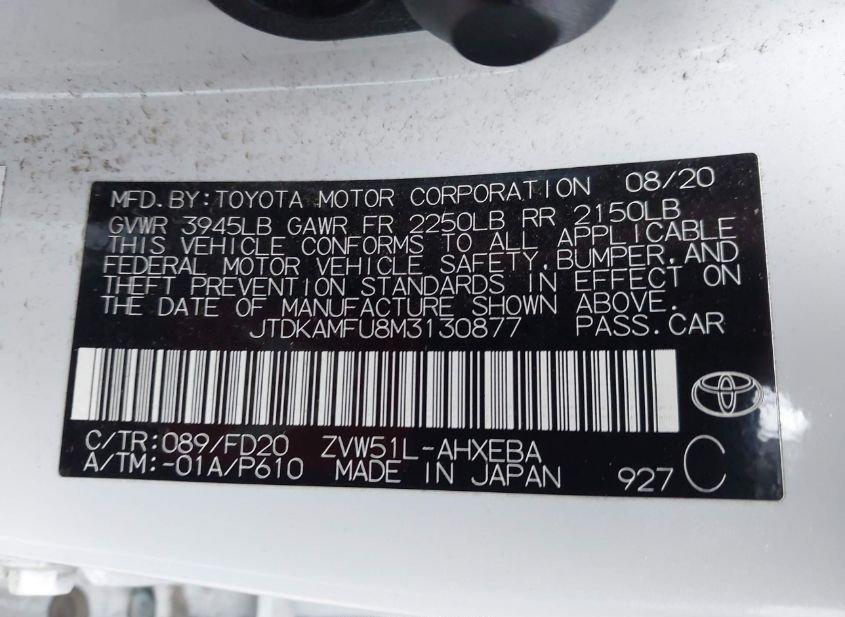 MFD.BY:TOYOTA MOTOR CORPORATION 08/20
GVWR 3945LB GAWR FR 2250LB RR 2150LB
THIS VEHICLE CONFORMS TO ALL APPLICABLE
FEDERAL MOTOR VEHICLE SAFETY,BUMPER,AND
THEFT PREVENTION STANDARDS IN EFFECT ON
THE DATE OF MANUFACTURE SHOWN ABOVE.
JTDKAMFU8M3130877 PASS.CAR
C/TR:089/FD20 ZVW51L-AHXEBA
A/TM:-01A/P610 MADE IN JAPAN 927 C